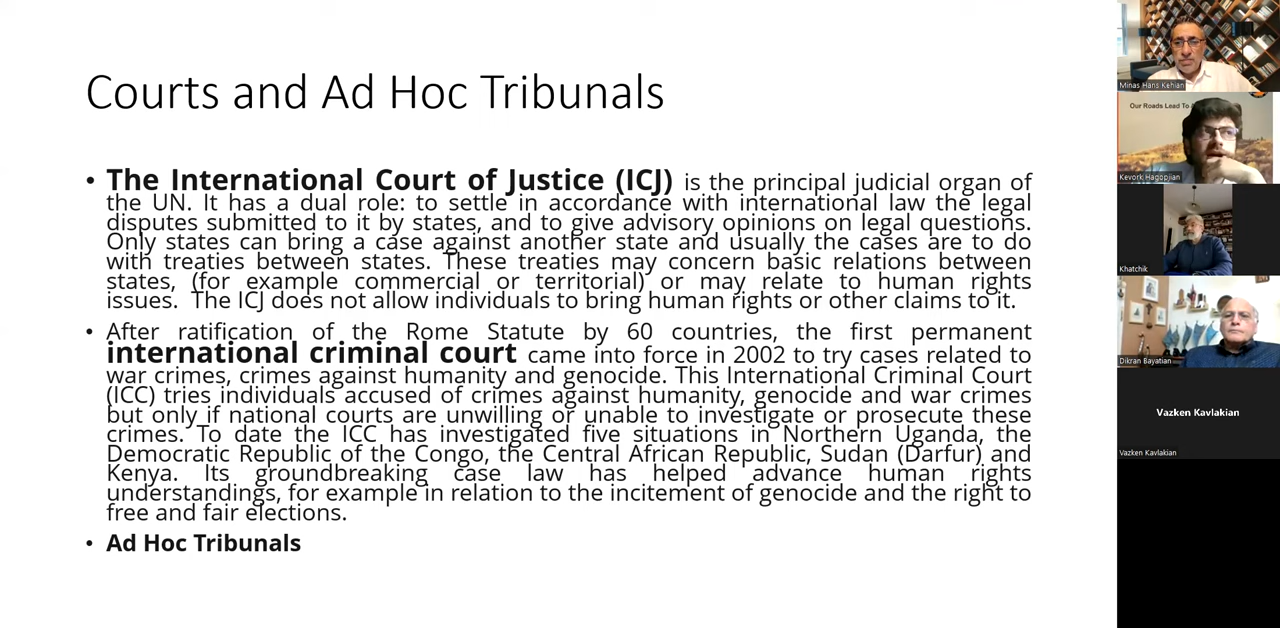 Courts and Ad Hoc Tribunals
• The International Court of Justice (ICJ) is the principal judicial organ of
the UN. It has a dual role: to settle in accordance with international law the legal
disputes submitted to it by states, and to give advisory opinions on legal questions.
Only states can bring a case against another state and usually the cases are to do
with treaties between states. These treaties may concern basic relations between
states, (for example commercial or territorial) or may relate to human rights
issues. The ICJ does not allow individuals to bring human rights or other claims to it.
• After ratification of the Rome Statute by 60 countries, the first permanent
international criminal court came into force in 2002 to try cases related to
war crimes, crimes against humanity and genocide. This International Criminal Court
(ICC) tries individuals accused of crimes against humanity, genocide and war crimes
but only if national courts are unwilling or unable to investigate or prosecute these
crimes. To date the ICC has investigated five situations in Northern Uganda, the
Democratic Republic of the Congo, the Central African Republic, Sudan (Darfur) and
Kenya. Its groundbreaking case law has helped advance human rights
understandings, for example in relation to the incitement of genocide and the right to
free and fair elections.
• Ad Hoc Tribunals
Minas Hans Kehian
Our Roads Lead To
Kevork Hagopjian
Khatchik
Dikran Bayatian
Vazken Kavlakian
Vazken Kavlakian